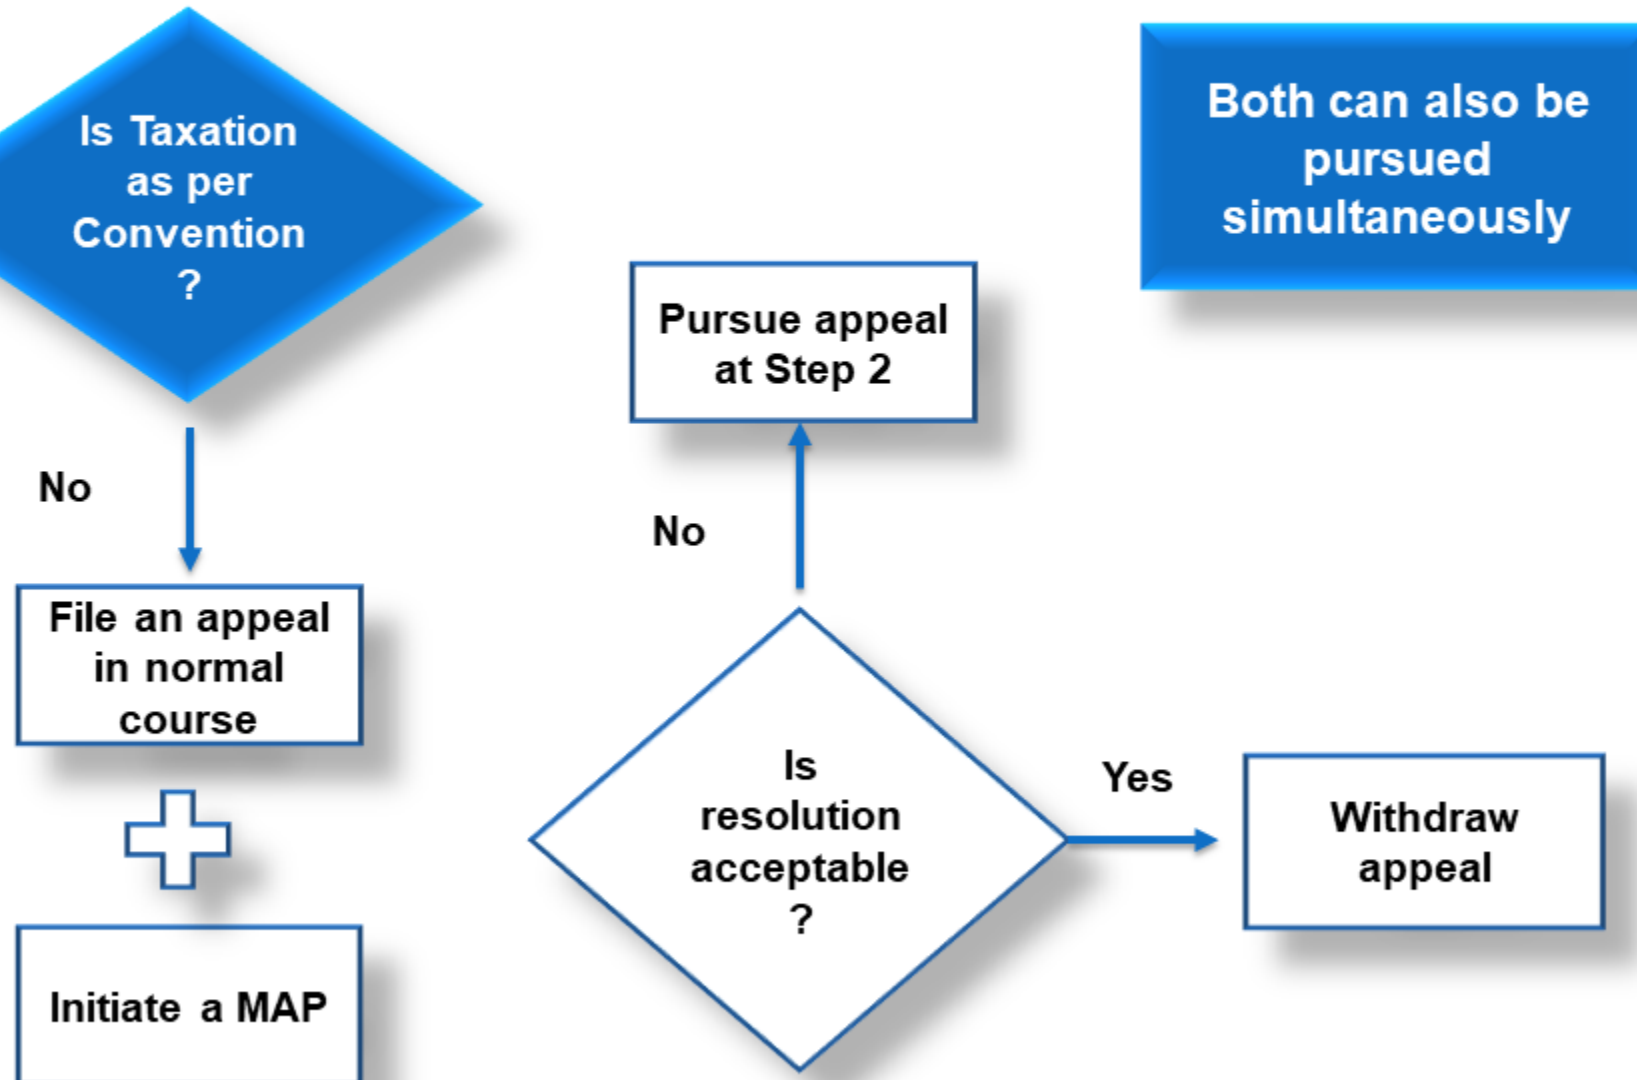 Is Taxation
as per
Convention
?
No
File an appeal
in normal
course
Initiate a MAP
Pursue appeal
at Step 2
No
Is
resolution
acceptable
?
Yes
Withdraw
appeal
Both can also be
pursued
simultaneously